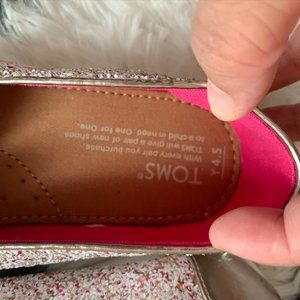 TOMS®
Y 4.5
With every pair you purchase,
TOMS will give a pair of new shoes
to a child in need. One for One.